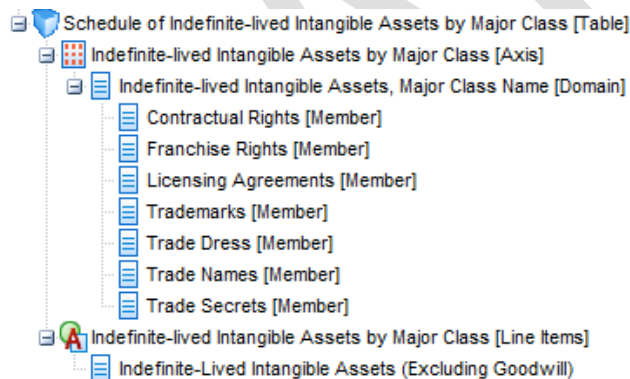 Schedule of Indefinite-lived Intangible Assets by Major Class [Table]
Indefinite-lived Intangible Assets by Major Class [Axis]
Indefinite-lived Intangible Assets, Major Class Name [Domain]
Contractual Rights [Member]
Franchise Rights [Member]
Licensing Agreements [Member]
Trademarks [Member]
Trade Dress [Member]
Trade Names [Member]
Trade Secrets [Member]
Indefinite-lived Intangible Assets by Major Class [Line Items]
Indefinite-Lived Intangible Assets (Excluding Goodwill)